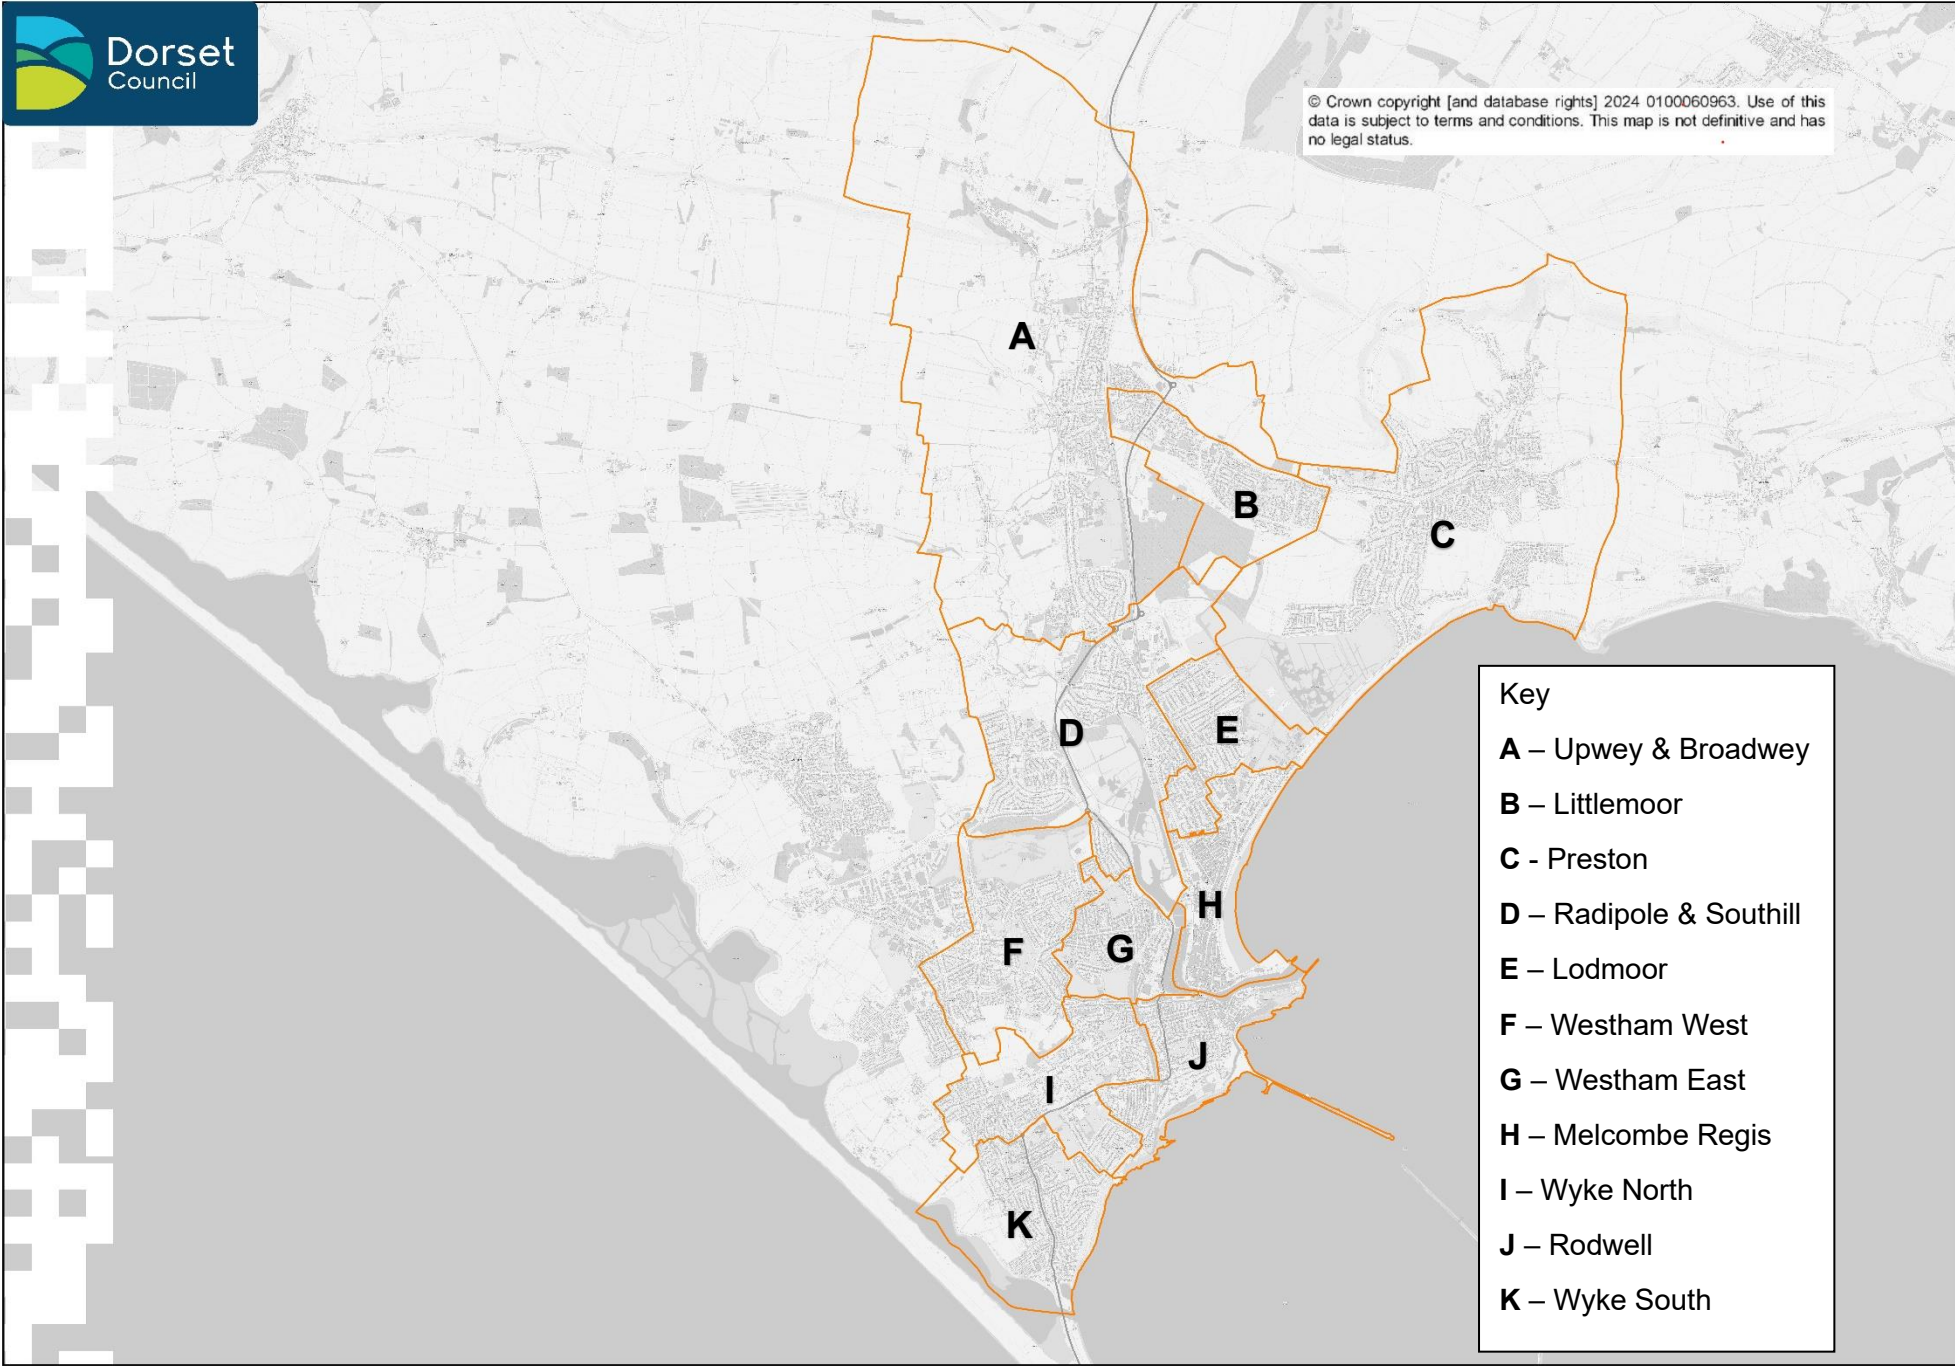 Dorset
Council
© Crown copyright [and database rights] 2024 0100060963. Use of this
data is subject to terms and conditions. This map is not definitive and has
no legal status.
A
B
C
D
E
F
G
H
I
J
K
Key
A – Upwey & Broadwey
B – Littlemoor
C - Preston
D – Radipole & Southill
E – Lodmoor
F – Westham West
G – Westham East
H – Melcombe Regis
I – Wyke North
J – Rodwell
K – Wyke South